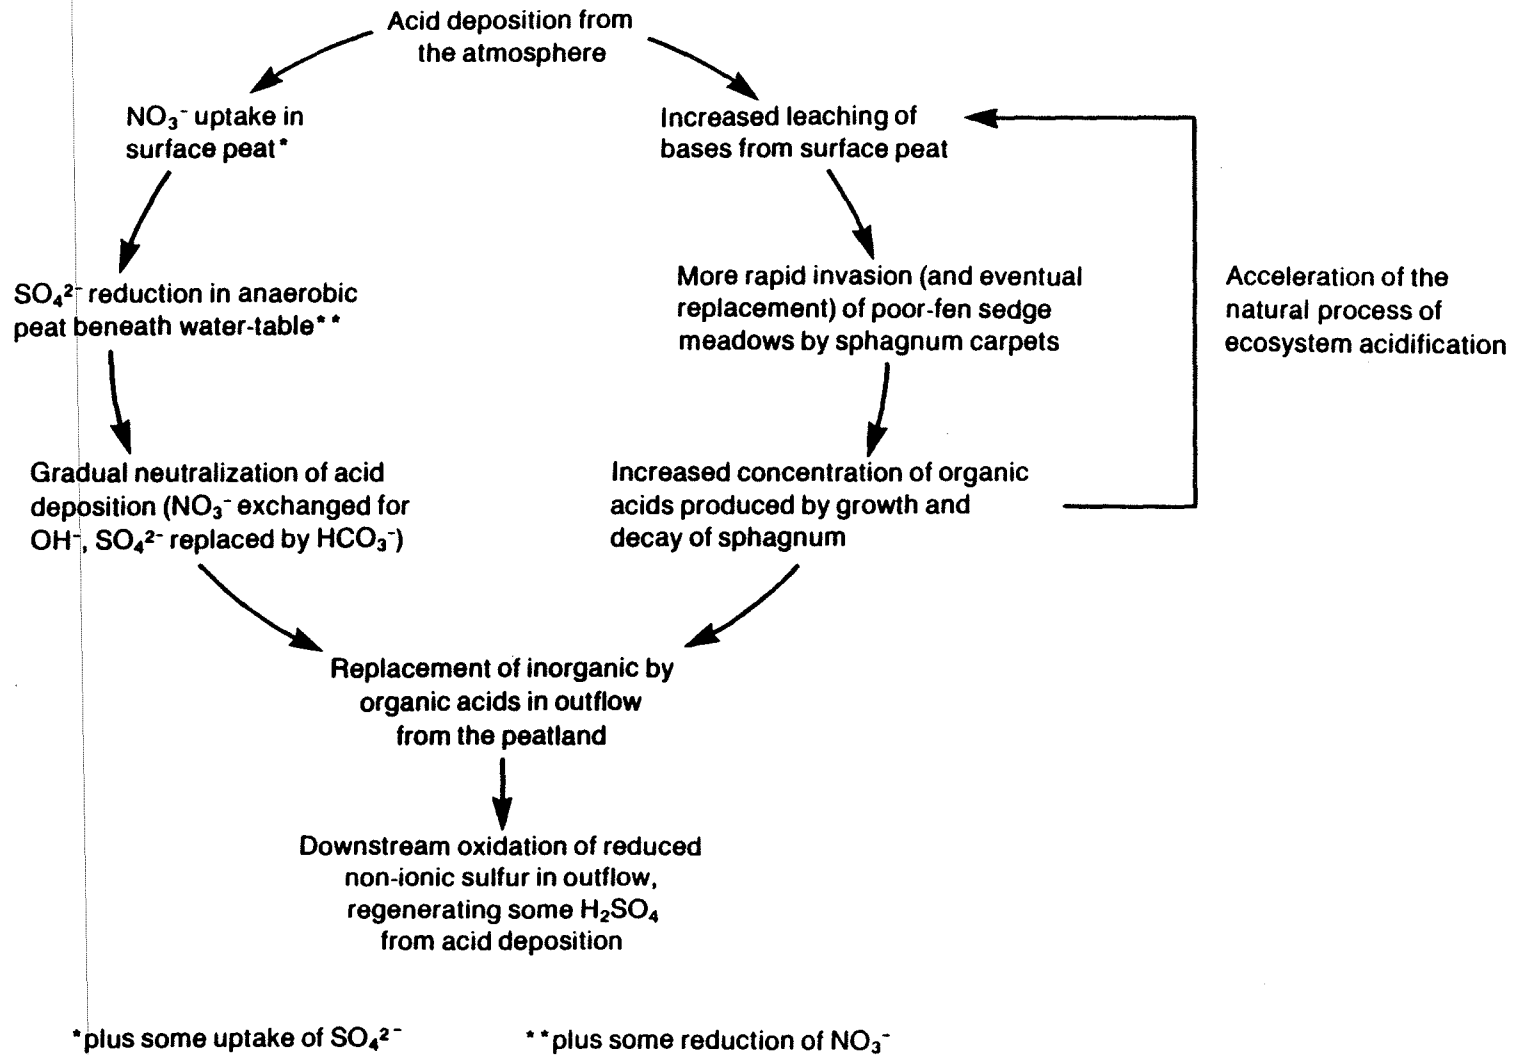 Acid deposition from
the atmosphere
NO₃⁻ uptake in
surface peat*
Increased leaching of
bases from surface peat
SO₄²⁻ reduction in anaerobic
peat beneath water-table**
More rapid invasion (and eventual
replacement) of poor-fen sedge
meadows by sphagnum carpets
Acceleration of the
natural process of
ecosystem acidification
Gradual neutralization of acid
deposition (NO₃⁻ exchanged for
OH⁻, SO₄²⁻ replaced by HCO₃⁻)
Increased concentration of organic
acids produced by growth and
decay of sphagnum
Replacement of inorganic by
organic acids in outflow
from the peatland
Downstream oxidation of reduced
non-ionic sulfur in outflow,
regenerating some H₂SO₄
from acid deposition
*plus some uptake of SO₄²⁻
**plus some reduction of NO₃⁻